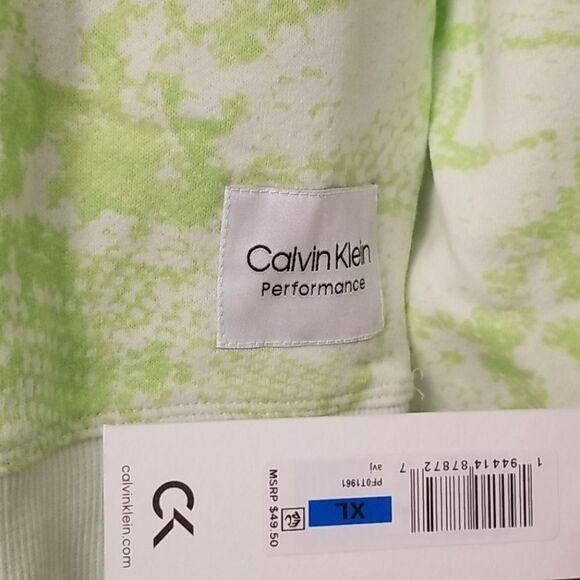 Calvin Klein
Performance
CK
calvinklein.com
MSRP $49.50
XL
PF0T1961
avj
1 94414 87872 7